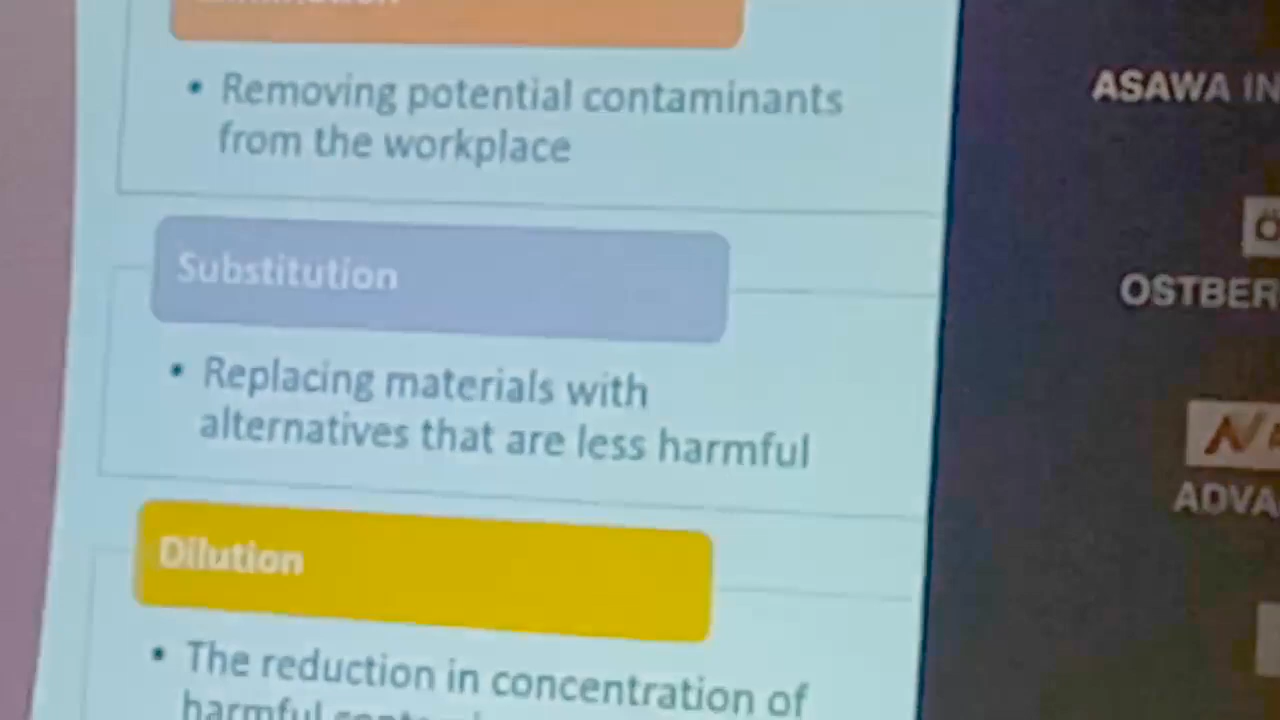 Removing potential contaminants
from the workplace
Substitution
Replacing materials with
alternatives that are less harmful
Dilution
The reduction in concentration of
harmful
ASAWA IN
OSTBER
ADVA